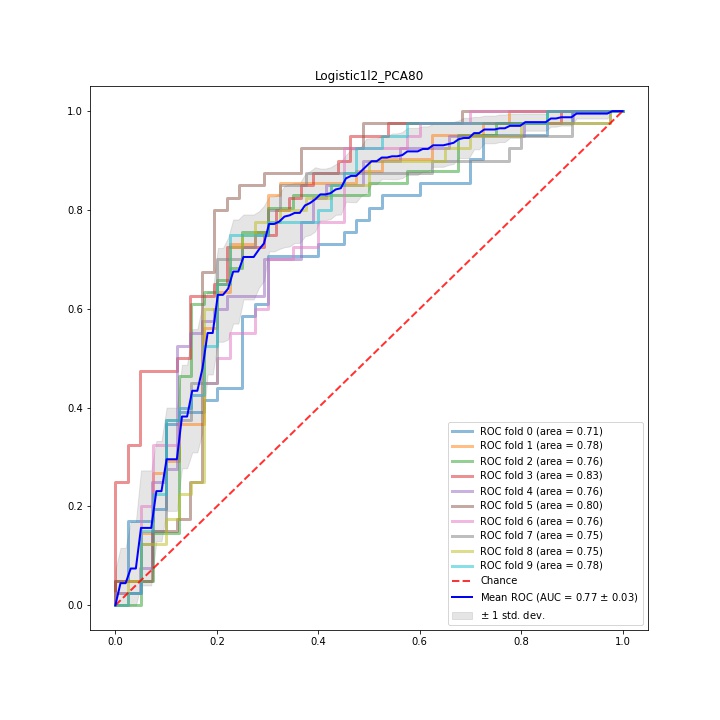 Logistic1l2_PCA80
1.0
0.8
0.6
0.4
0.2
0.0
0.0 0.2 0.4 0.6 0.8 1.0
ROC fold 0 (area = 0.71)
ROC fold 1 (area = 0.78)
ROC fold 2 (area = 0.76)
ROC fold 3 (area = 0.83)
ROC fold 4 (area = 0.76)
ROC fold 5 (area = 0.80)
ROC fold 6 (area = 0.76)
ROC fold 7 (area = 0.75)
ROC fold 8 (area = 0.75)
ROC fold 9 (area = 0.78)
Chance
Mean ROC (AUC = 0.77 ± 0.03)
± 1 std. dev.